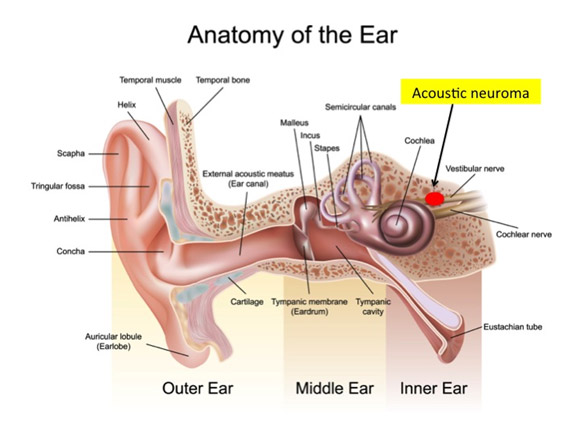 Anatomy of the Ear
Acoustic neuroma
Temporal muscle
Temporal bone
Helix
Semicircular canals
Malleus
Incus
Stapes
Cochlea
Vestibular nerve
Scapha
External acoustic meatus
(Ear canal)
Tringular fossa
Antihelix
Cochlear nerve
Concha
Cartilage
Tympanic membrane
(Eardrum)
Tympanic
cavity
Eustachian tube
Auricular lobule
(Earlobe)
Outer Ear
Middle Ear
Inner Ear